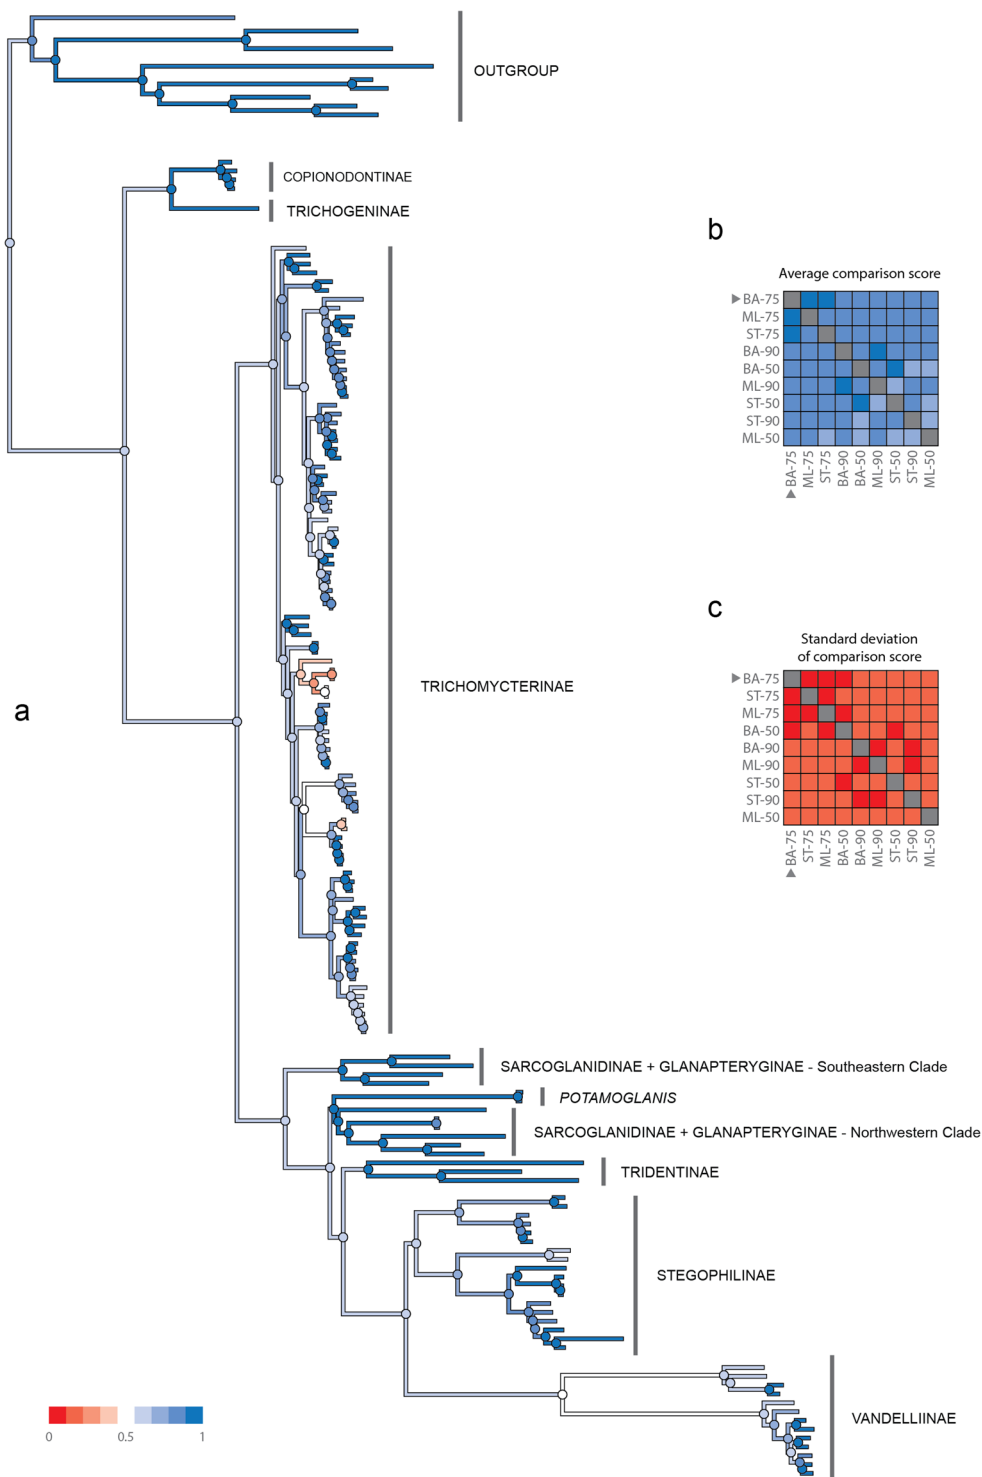 OUTGROUP
COPIONODONTINAE
TRICHOGENINAE
b
Average comparison score
BA-75
ML-75
ST-75
BA-90
BA-50
ML-90
ST-50
ST-90
ML-50
BA-75
ML-75
ST-75
BA-90
BA-50
ML-90
ST-50
ST-90
ML-50
c
Standard deviation
of comparison score
BA-75
ST-75
ML-75
BA-50
BA-90
ML-90
ST-50
ST-90
ML-50
BA-75
ST-75
ML-75
BA-50
BA-90
ML-90
ST-50
ST-90
ML-50
TRICHOMYCTERINAE
a
SARCOGLANIDINAE + GLANAPTERYGINAE - Southeastern Clade
POTAMOGLANIS
SARCOGLANIDINAE + GLANAPTERYGINAE - Northwestern Clade
TRIDENTINAE
STEGOPHILINAE
VANDELLIINAE
0 0.5 1